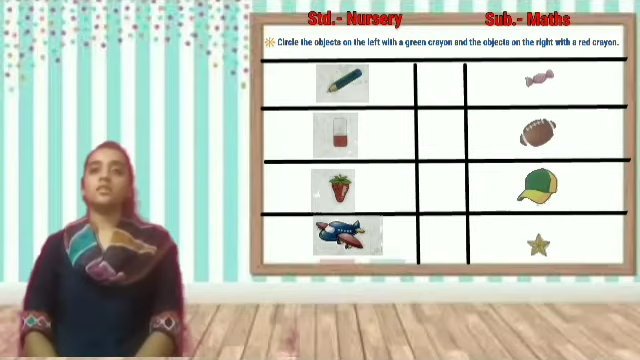 Std.- Nursery Sub.- Maths
Circle the objects on the left with a green crayon and the objects on the right with a red crayon.